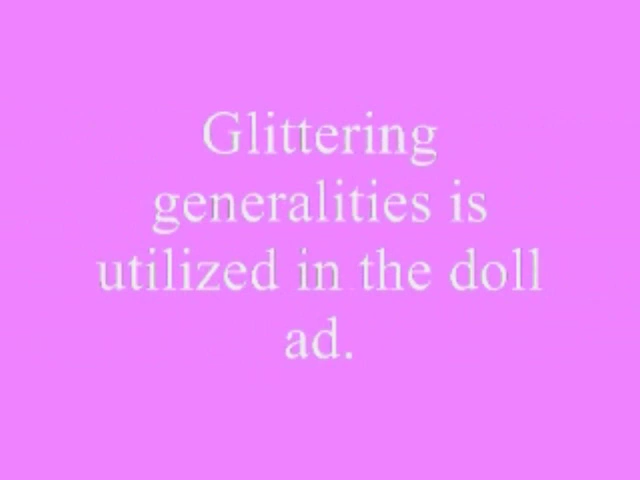 Glittering
generalities is
utilized in the doll
ad.